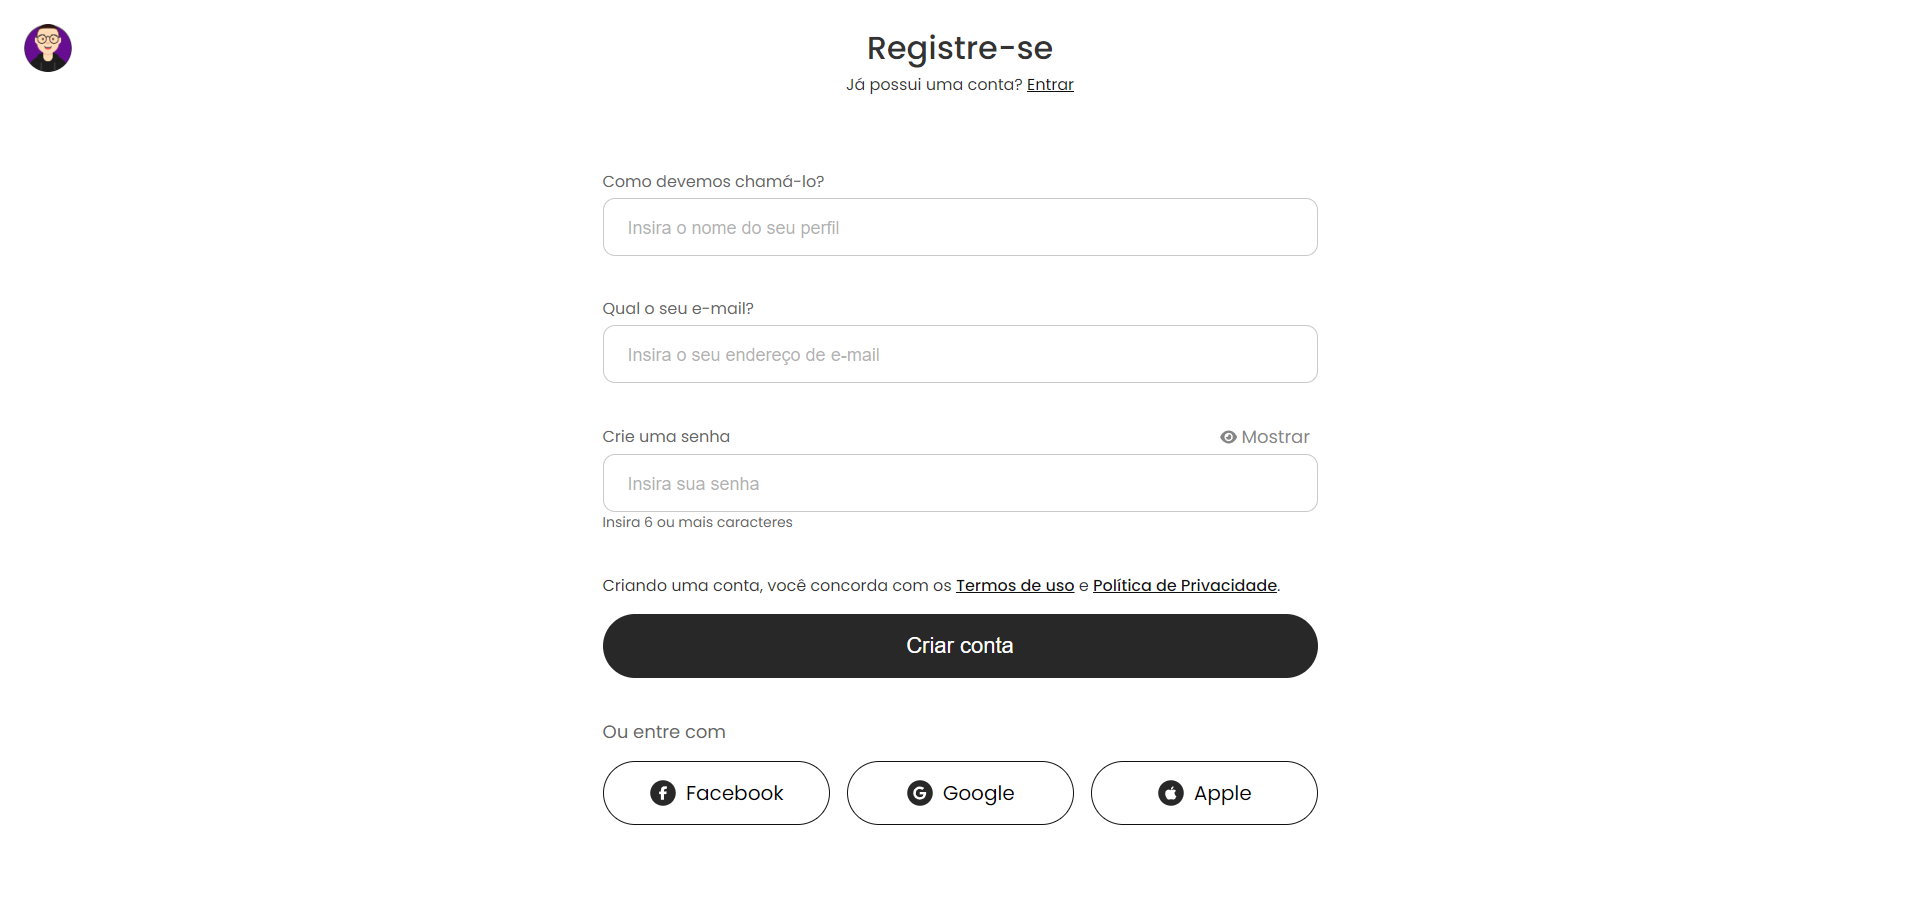 Registre-se
Já possui uma conta? Entrar
Como devemos chamá-lo?
Insira o nome do seu perfil
Qual o seu e-mail?
Insira o seu endereço de e-mail
Crie uma senha
Mostrar
Insira sua senha
Insira 6 ou mais caracteres
Criando uma conta, você concorda com os Termos de uso e Política de Privacidade.
Criar conta
Ou entre com
Facebook
Google
Apple